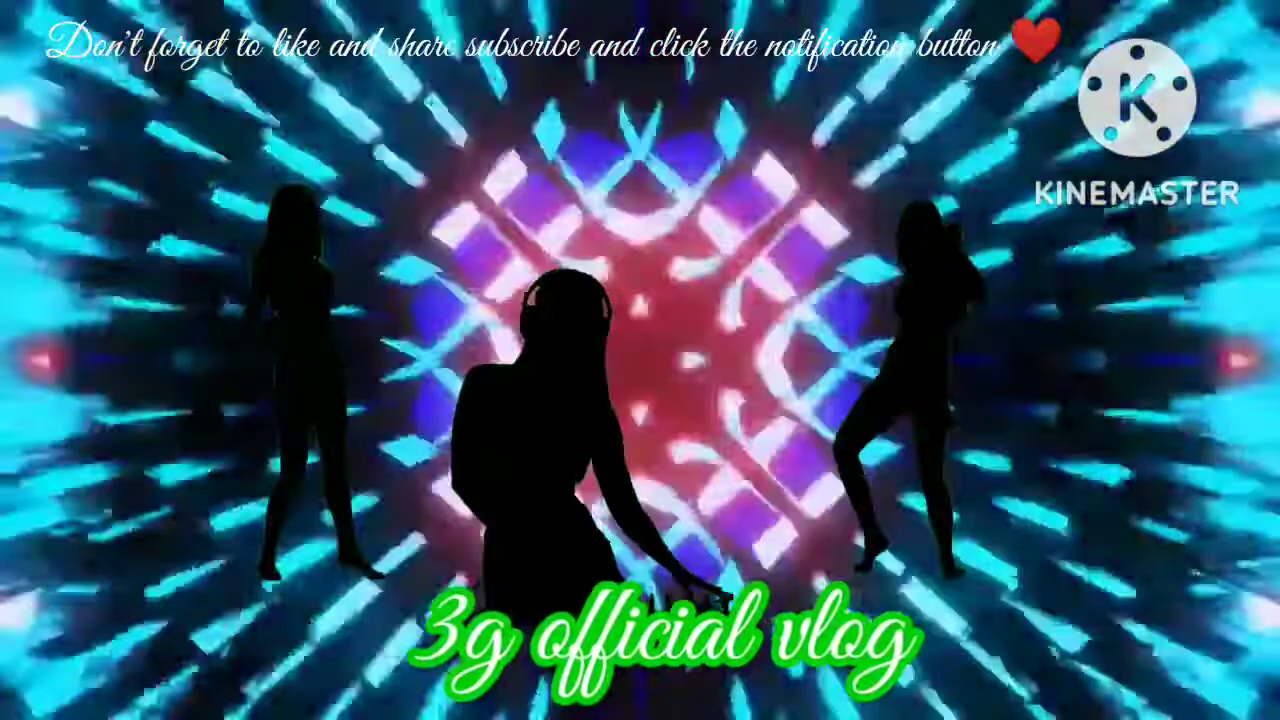 Don't forget to like and share subscribe and click the notification button ❤️
K
KINEMASTER
3g official vlog